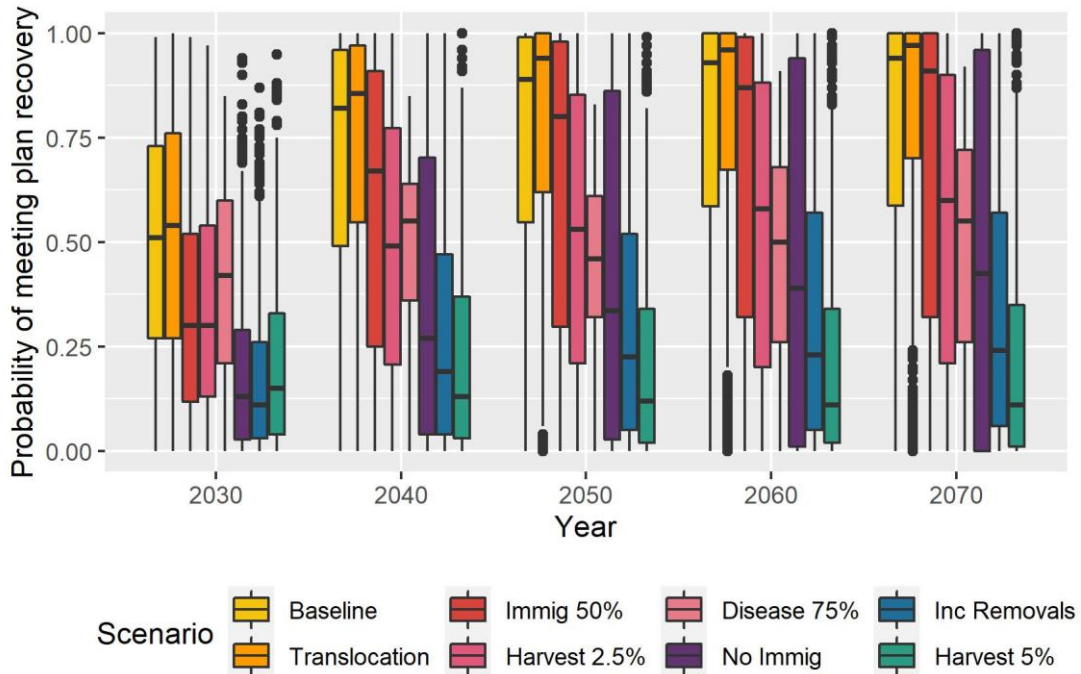 Probability of meeting plan recovery
1.00
0.75
0.50
0.25
0.00
2030 2040 2050 2060 2070
Year
Scenario
Baseline Immig 50% Disease 75% Inc Removals
Translocation Harvest 2.5% No Immig Harvest 5%